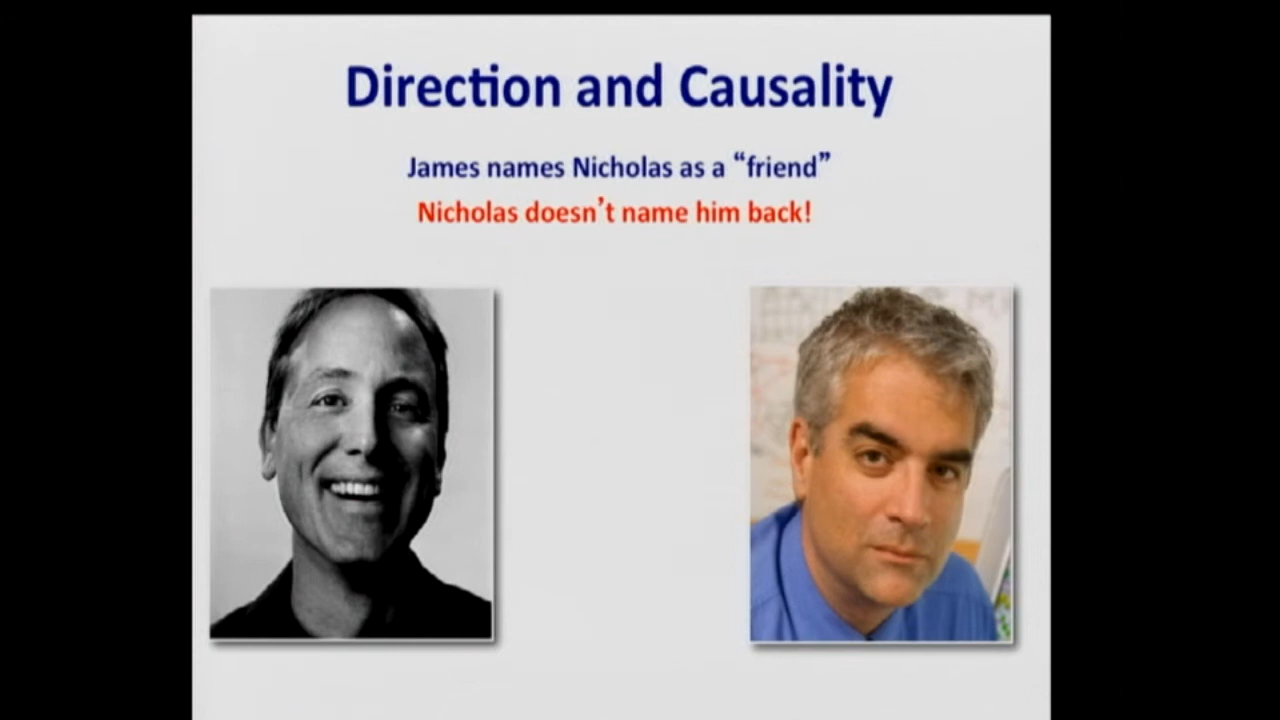 Direction and Causality
James names Nicholas as a “friend”
Nicholas doesn’t name him back!